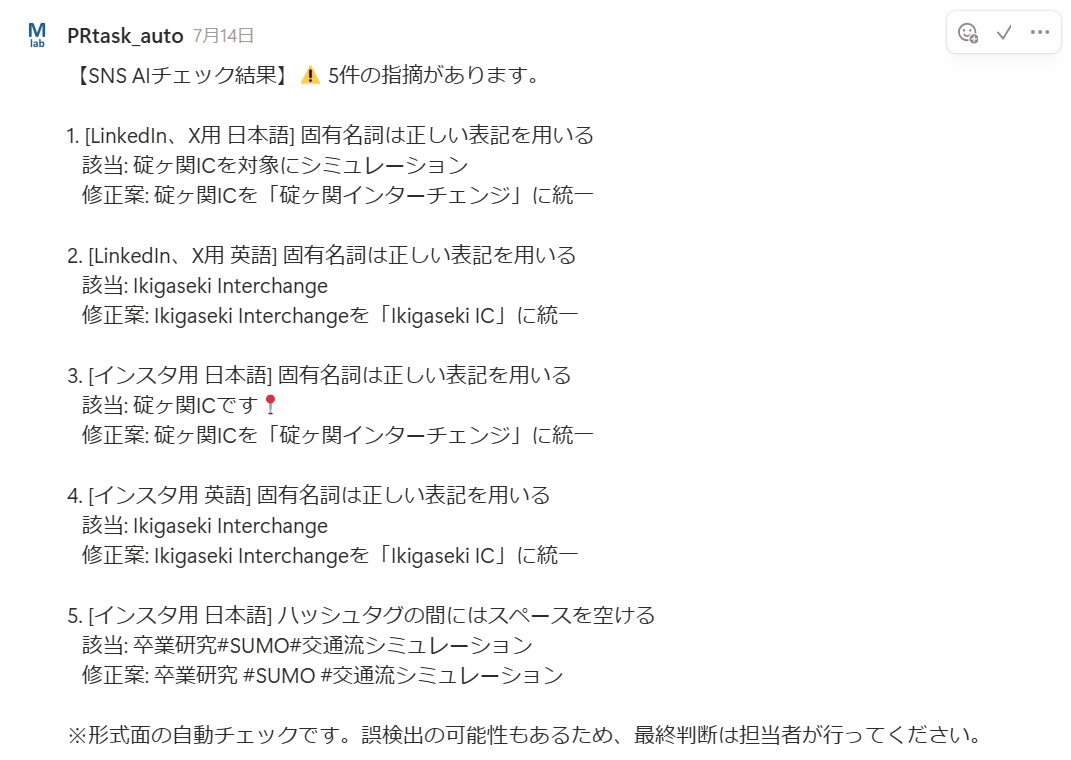 M
lab
PRtask_auto 7月14日
【SNS AIチェック結果】⚠️ 5件の指摘があります。
1. [LinkedIn、X用 日本語] 固有名詞は正しい表記を用いる
該当: 碇ヶ関ICを対象にシミュレーション
修正案: 碇ヶ関ICを「碇ヶ関インターチェンジ」に統一
2. [LinkedIn、X用 英語] 固有名詞は正しい表記を用いる
該当: Ikigaseki Interchange
修正案: Ikigaseki Interchangeを「Ikigaseki IC」に統一
3. [インスタ用 日本語] 固有名詞は正しい表記を用いる
該当: 碇ヶ関ICです📍
修正案: 碇ヶ関ICを「碇ヶ関インターチェンジ」に統一
4. [インスタ用 英語] 固有名詞は正しい表記を用いる
該当: Ikigaseki Interchange
修正案: Ikigaseki Interchangeを「Ikigaseki IC」に統一
5. [インスタ用 日本語] ハッシュタグの間にはスペースを空ける
該当: 卒業研究#SUMO#交通流シミュレーション
修正案: 卒業研究 #SUMO #交通流シミュレーション
※形式面の自動チェックです。誤検出の可能性もあるため、最終判断は担当者が行ってください。